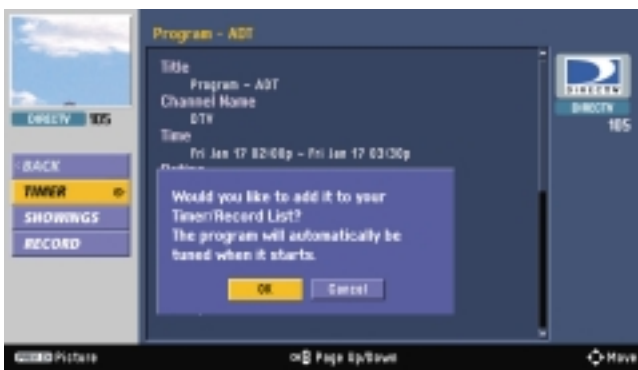 Program - ADT
Title
Program - ADT
Channel Name
DTV
Time
Fri Jan 17 02:00p - Fri Jan 17 03:30p
Rating
DIRECTV 105
DIRECTV
DIRECTV
105
BACK
TIMER
SHOWINGS
RECORD
Would you like to add it to your
Timer/Record List?
The program will automatically be
tuned when it starts.
OK Cancel
Picture
Page Up/Down
Move